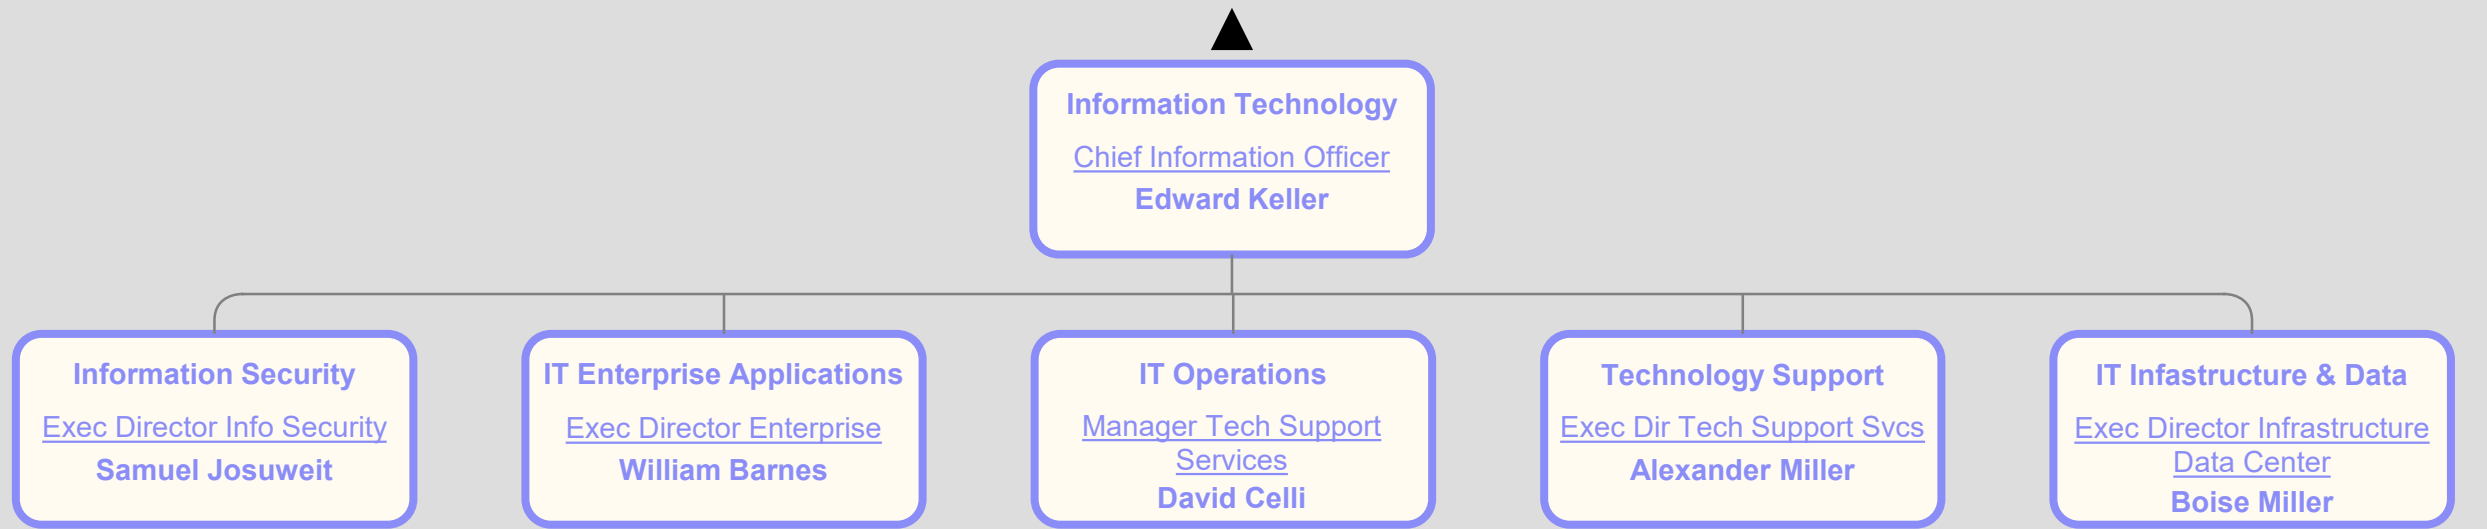 Information Technology
Chief Information Officer
Edward Keller
Information Security
Exec Director Info Security
Samuel Josuweit
IT Enterprise Applications
Exec Director Enterprise
William Barnes
IT Operations
Manager Tech Support
Services
David Celli
Technology Support
Exec Dir Tech Support Svcs
Alexander Miller
IT Infastructure & Data
Exec Director Infrastructure
Data Center
Boise Miller